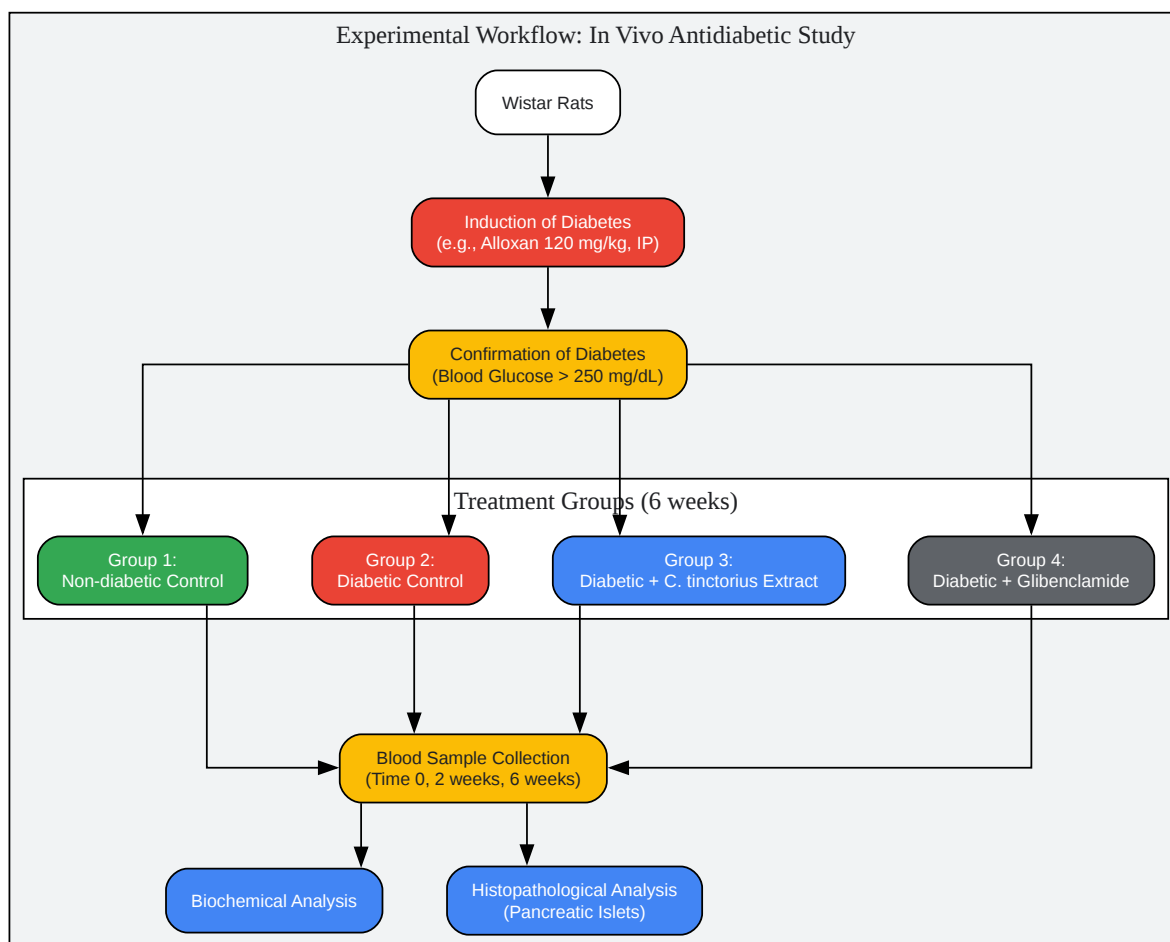 Experimental Workflow: In Vivo Antidiabetic Study
Wistar Rats
Induction of Diabetes
(e.g., Alloxan 120 mg/kg, IP)
Confirmation of Diabetes
(Blood Glucose > 250 mg/dL)
Treatment Groups (6 weeks)
Group 1:
Non-diabetic Control
Group 2:
Diabetic Control
Group 3:
Diabetic + C. tinctorius Extract
Group 4:
Diabetic + Glibenclamide
Blood Sample Collection
(Time 0, 2 weeks, 6 weeks)
Biochemical Analysis
Histopathological Analysis
(Pancreatic Islets)